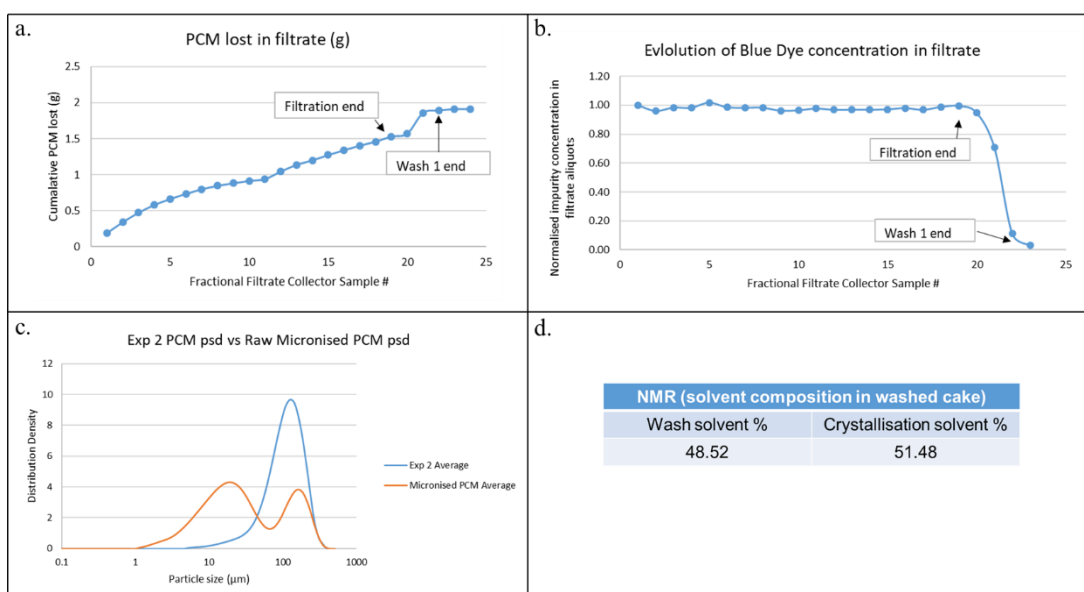 a.
PCM lost in filtrate (g)
Cumalative PCM lost (g)
2.5
2
1.5
1
0.5
0
Filtration end
Wash 1 end
0
5
10
15
20
25
Fractional Filtrate Collector Sample #
b.
Evlolution of Blue Dye concentration in filtrate
Normalised impurity concentration in
filtrate aliquots
1.20
1.00
0.80
0.60
0.40
0.20
0.00
Filtration end
Wash 1 end
0
5
10
15
20
25
Fractional Filtrate Collector Sample #
c.
Exp 2 PCM psd vs Raw Micronised PCM psd
Distribution Density
12
10
8
6
4
2
0
Exp 2 Average
Micronised PCM Average
0.1
1
10
100
1000
Particle size (µm)
d.
NMR (solvent composition in washed cake)
Wash solvent % Crystallisation solvent %
48.52 51.48